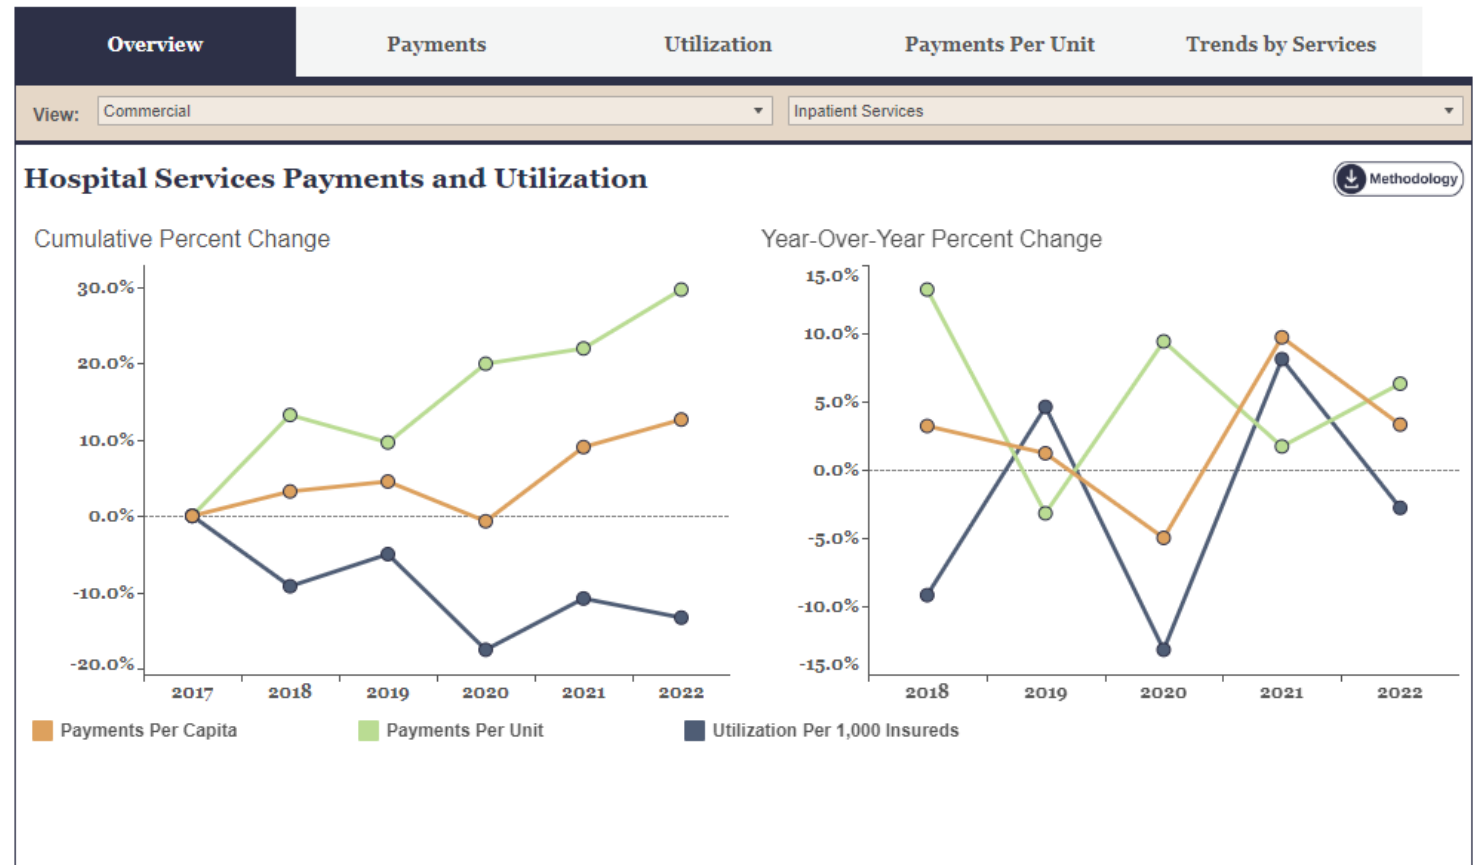 Overview Payments Utilization Payments Per Unit Trends by Services
View: Commercial Inpatient Services
Hospital Services Payments and Utilization
Methodology
Cumulative Percent Change
30.0%
20.0%
10.0%
0.0%
-10.0%
-20.0%
2017 2018 2019 2020 2021 2022
Year-Over-Year Percent Change
15.0%
10.0%
5.0%
0.0%
-5.0%
-10.0%
-15.0%
2018 2019 2020 2021 2022
Payments Per Capita Payments Per Unit Utilization Per 1,000 Insureds